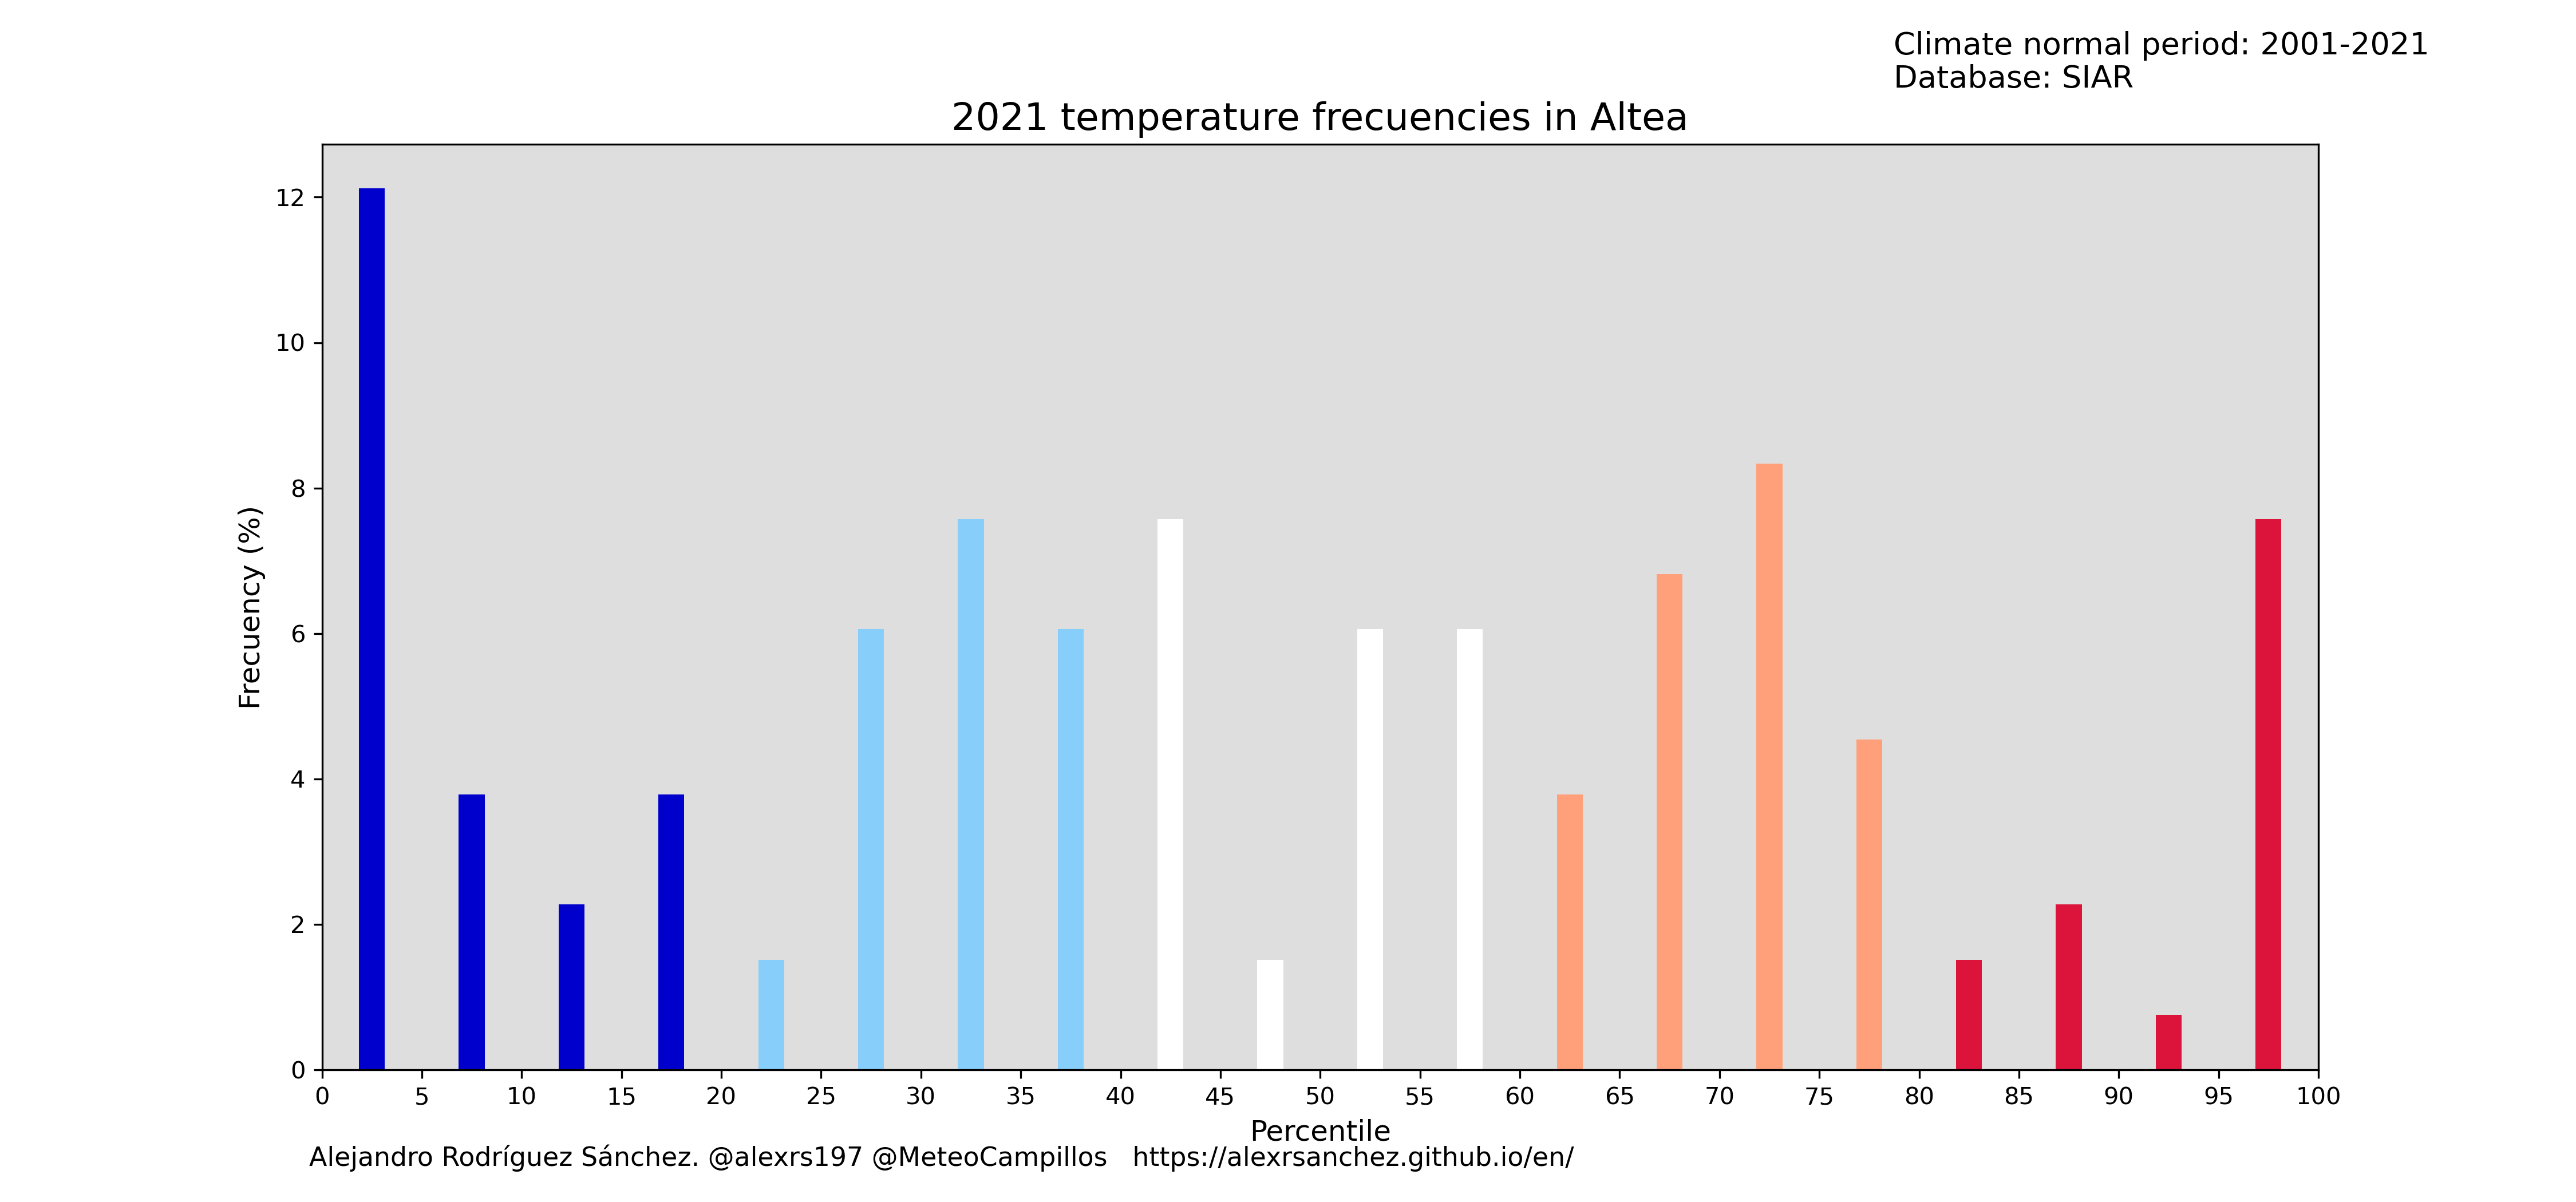 Climate normal period: 2001-2021
Database: SIAR
2021 temperature frecuencies in Altea
12
10
8
6
4
2
0
Frecuency (%)
0 5 10 15 20 25 30 35 40 45 50 55 60 65 70 75 80 85 90 95 100
Percentile
Alejandro Rodríguez Sánchez. @alexrs197 @MeteoCampillos https://alexrsanchez.github.io/en/